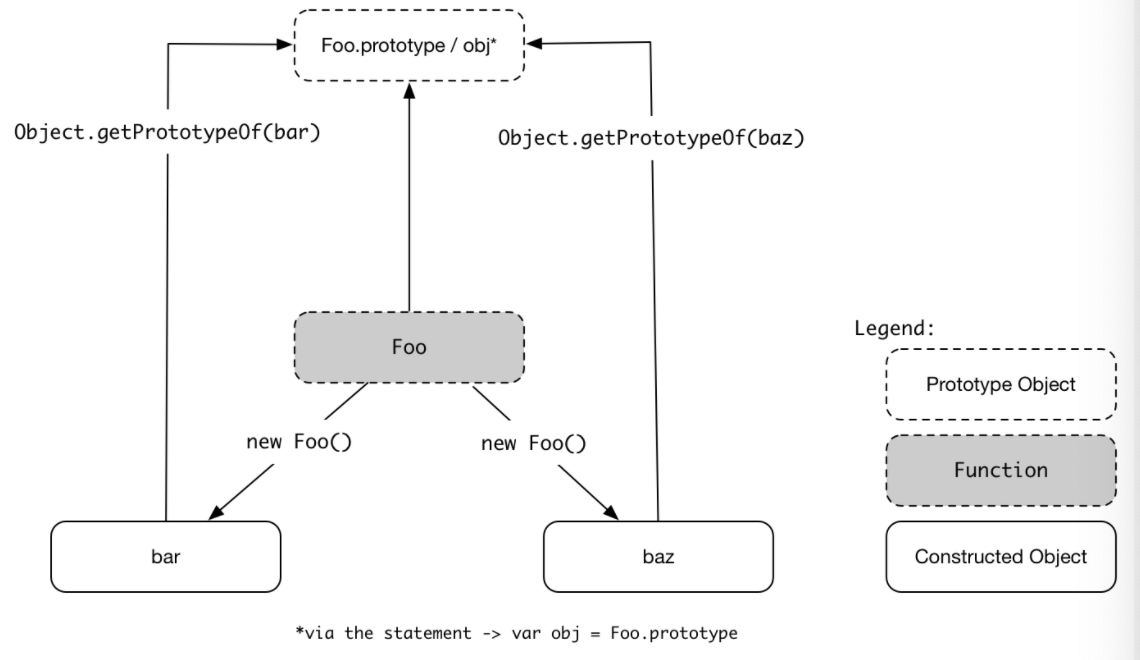 Foo.prototype / obj*
Object.getPrototypeOf(bar)
Object.getPrototypeOf(baz)
Foo
new Foo()
new Foo()
bar
baz
*via the statement -> var obj = Foo.prototype
Legend:
Prototype Object
Function
Constructed Object